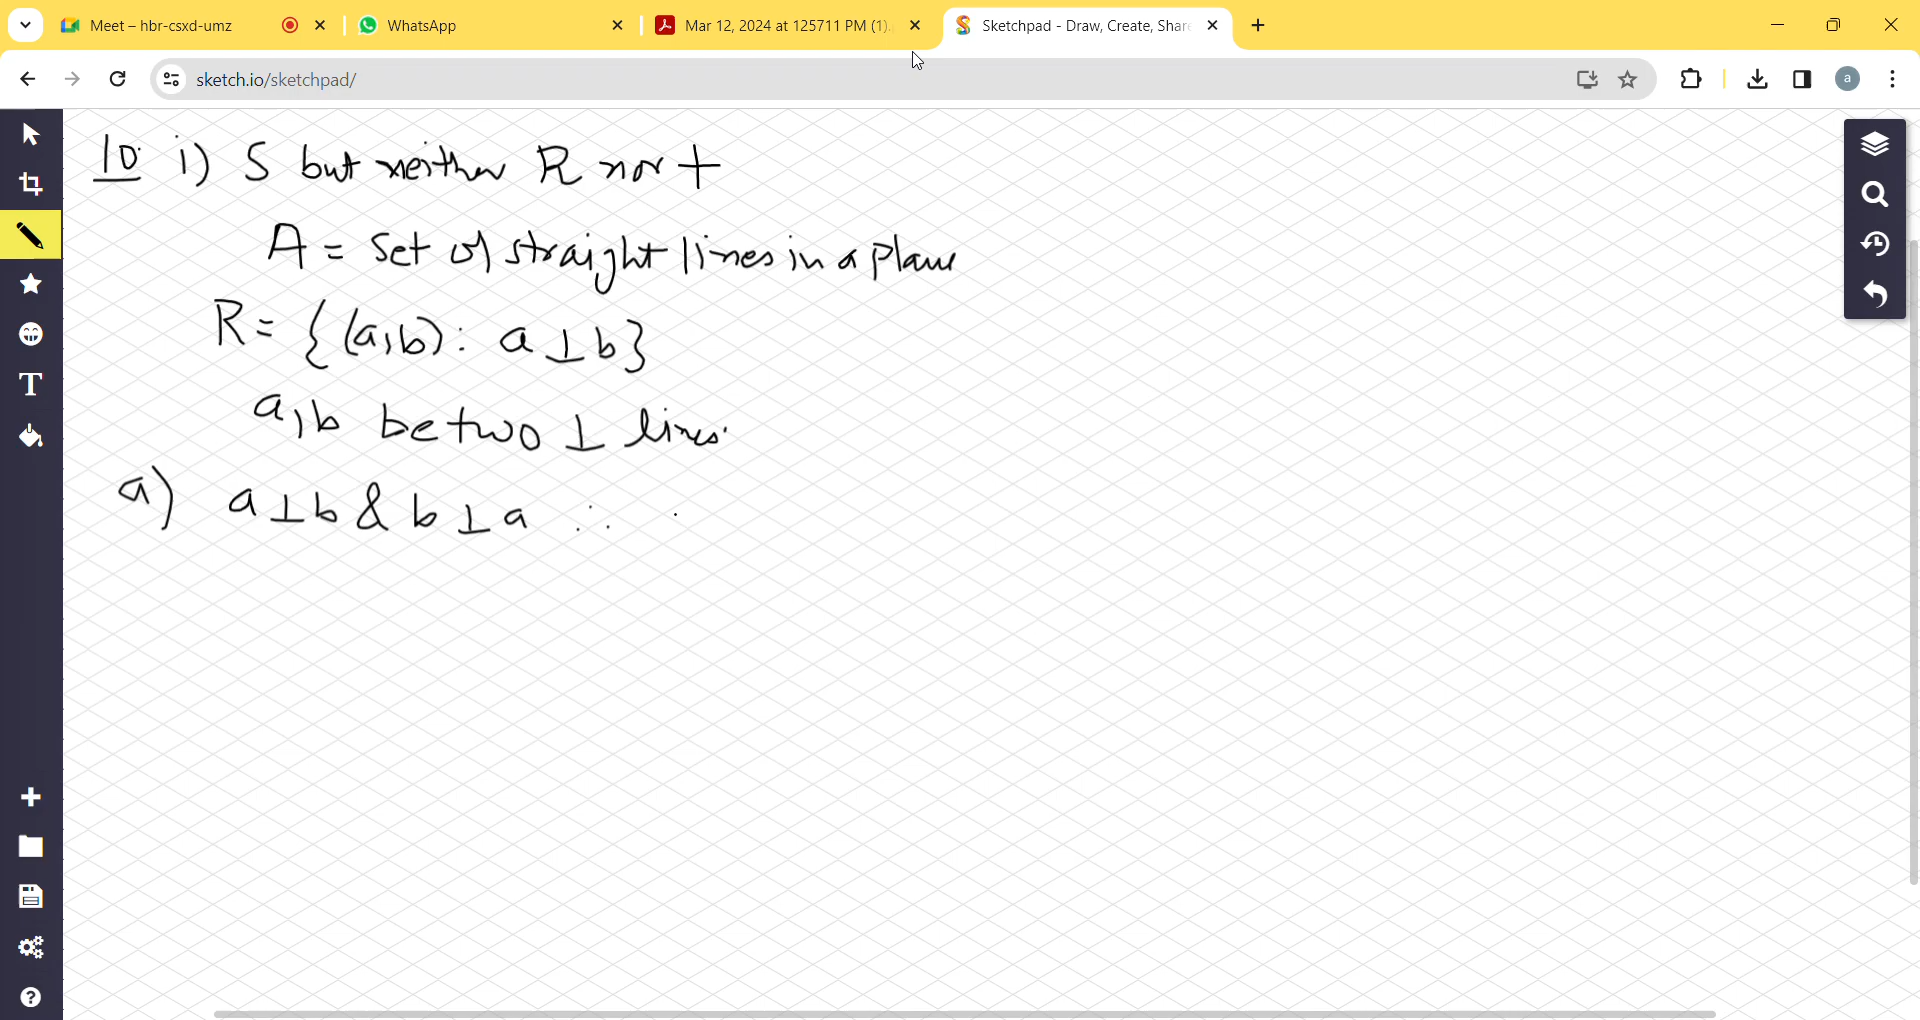 Meet – hbr-csxd-umz
WhatsApp
Mar 12, 2024 at 125711 PM (1).
Sketchpad - Draw, Create, Share
sketch.io/sketchpad/
a
10 i) S but neither R nor t
A = Set of straight lines in a plane
R = {(a,b): a ⊥ b}
a,b be two ⊥ lines.
a) a ⊥ b & b ⊥ a ∴
T